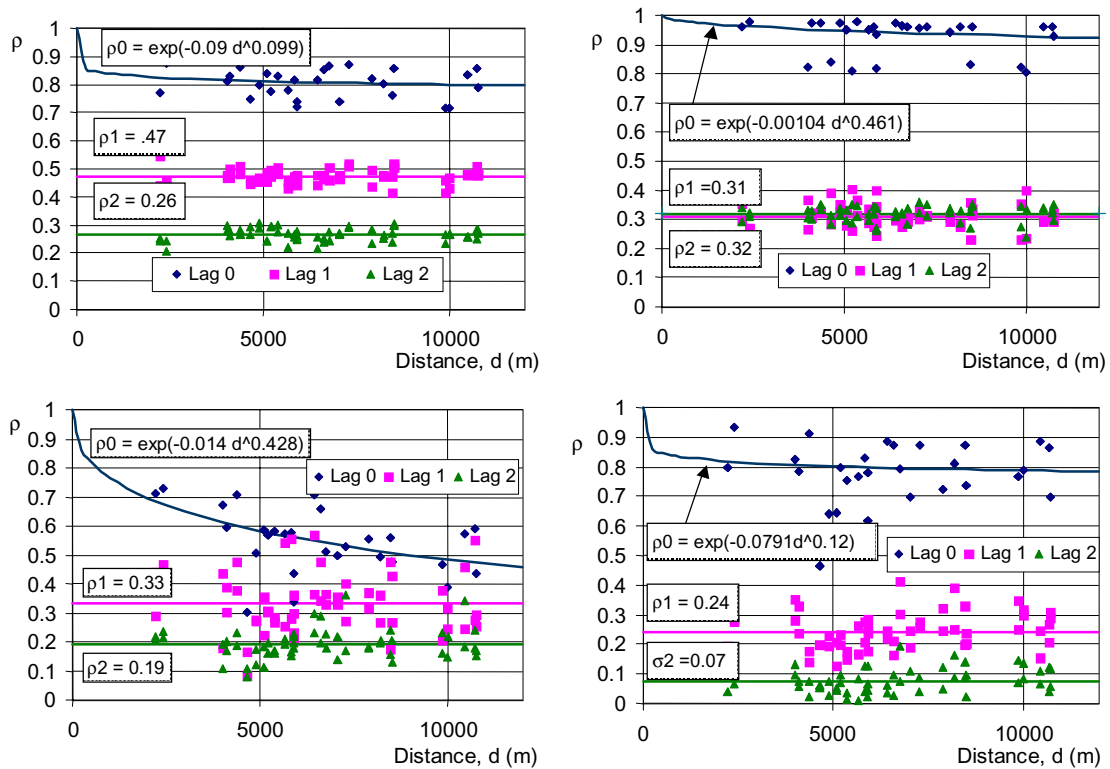 ρ
1
0.9
0.8
0.7
0.6
0.5
0.4
0.3
0.2
0.1
0
ρ0 = exp(-0.09 d^0.099)
ρ1 = .47
ρ2 = 0.26
Lag 0 Lag 1 Lag 2
0 5000 10000
Distance, d (m)
ρ
1
0.9
0.8
0.7
0.6
0.5
0.4
0.3
0.2
0.1
0
ρ0 = exp(-0.00104 d^0.461)
ρ1 =0.31
ρ2 = 0.32
Lag 0 Lag 1 Lag 2
0 5000 10000
Distance, d (m)
ρ
1
0.9
0.8
0.7
0.6
0.5
0.4
0.3
0.2
0.1
0
ρ0 = exp(-0.014 d^0.428)
Lag 0 Lag 1 Lag 2
ρ1 = 0.33
ρ2 = 0.19
0 5000 10000
Distance, d (m)
ρ
1
0.9
0.8
0.7
0.6
0.5
0.4
0.3
0.2
0.1
0
ρ0 = exp(-0.0791d^0.12)
Lag 0 Lag 1 Lag 2
ρ1 = 0.24
σ2 = 0.07
0 5000 10000
Distance, d (m)